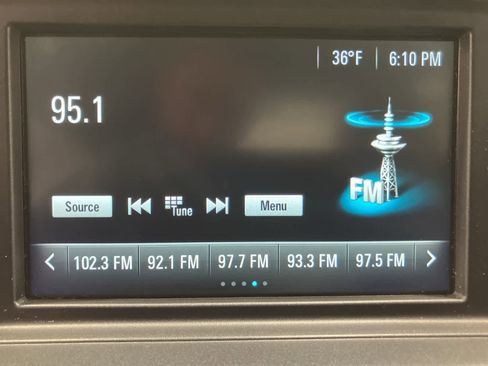 36°F 6:10 PM
95.1
FM
Source Tune Menu
102.3 FM 92.1 FM 97.7 FM 93.3 FM 97.5 FM